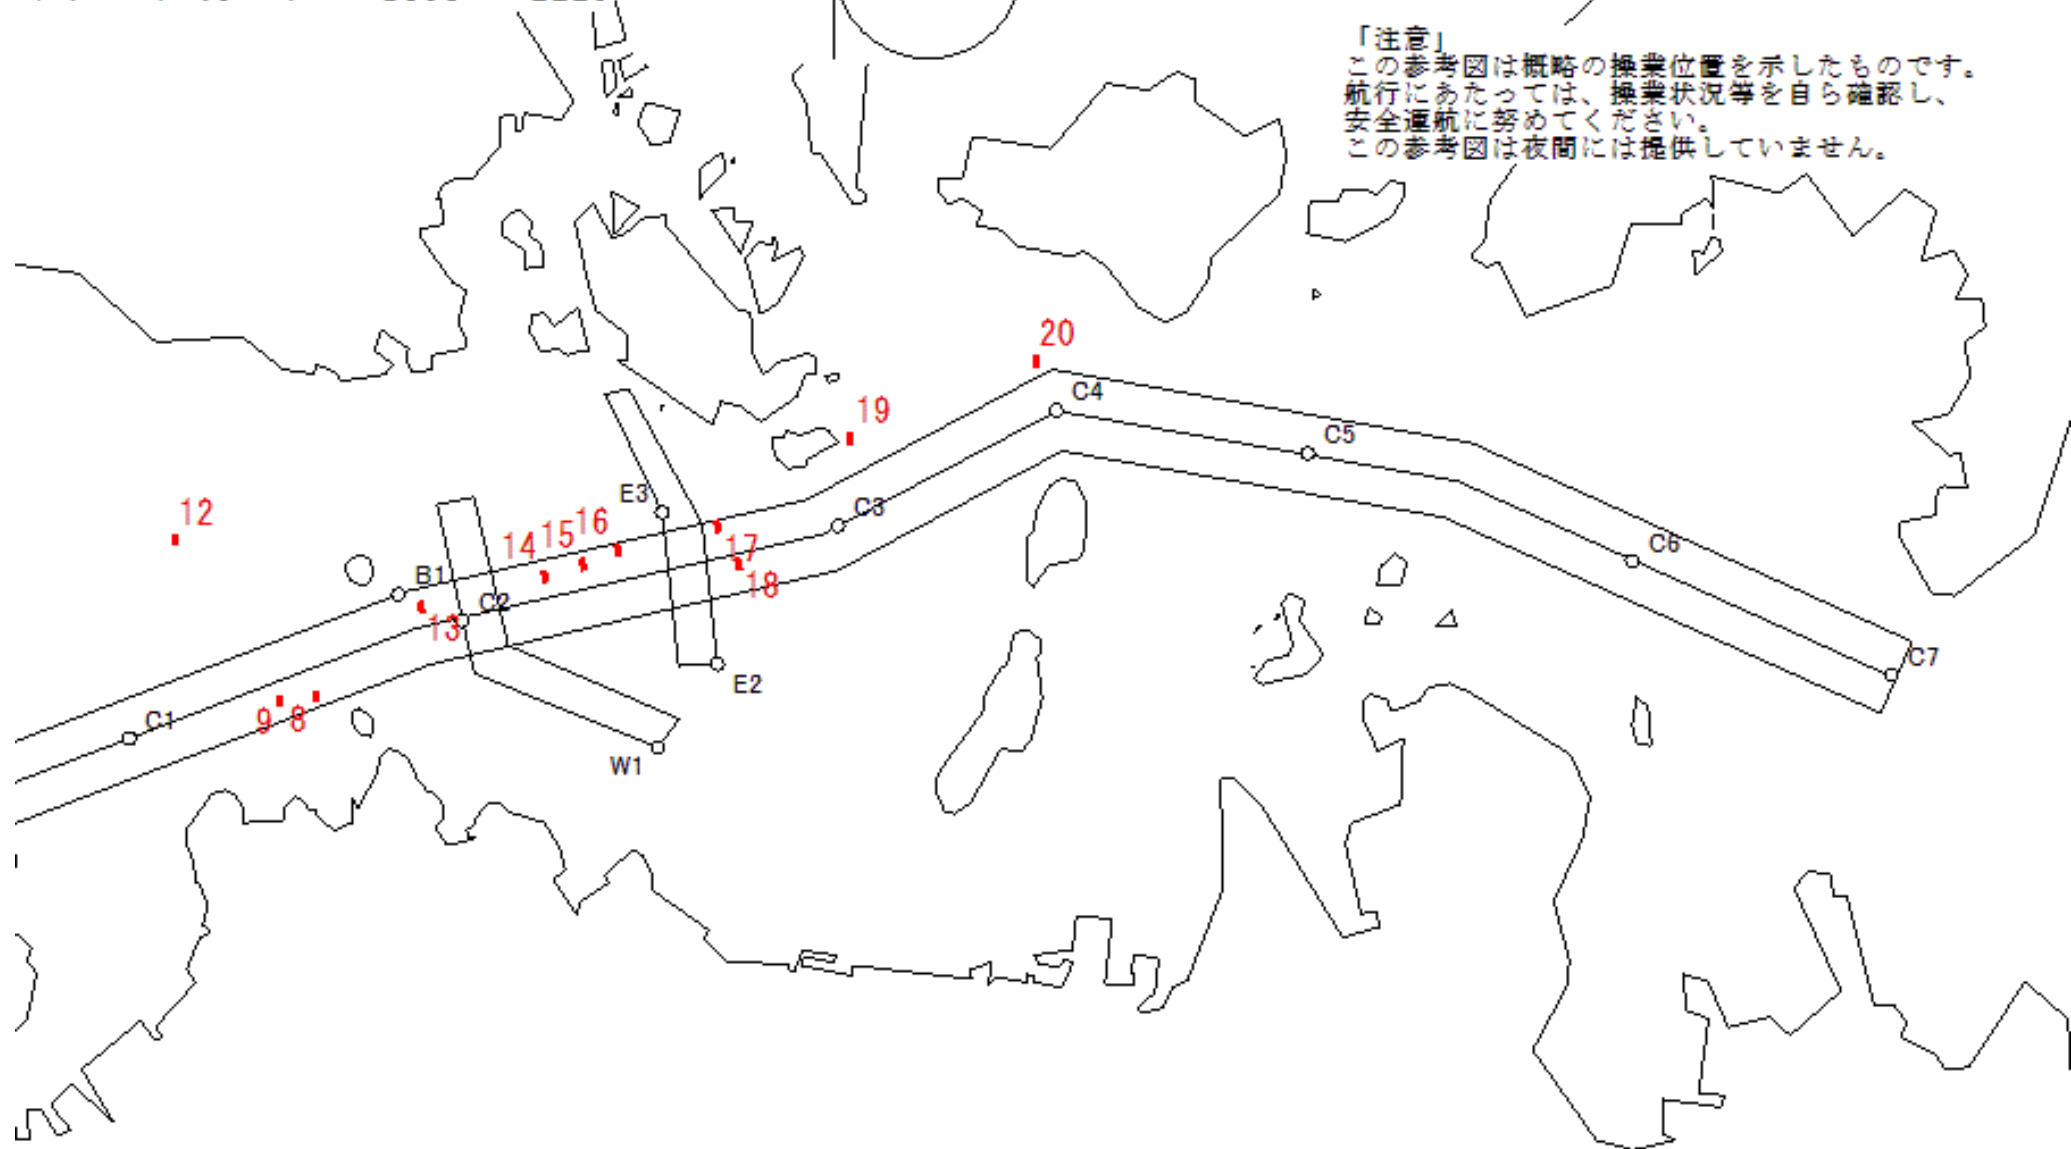 「注意」
この参考図は概略の操業位置を示したものです。
航行にあたっては、操業状況等を自ら確認し、
安全運航に努めてください。
この参考図は夜間には提供していません。
20
C4
19
C5
12
E3
16
15
14
C3
17
B1
18
C6
C2
13
C7
E2
9
8
C1
W1